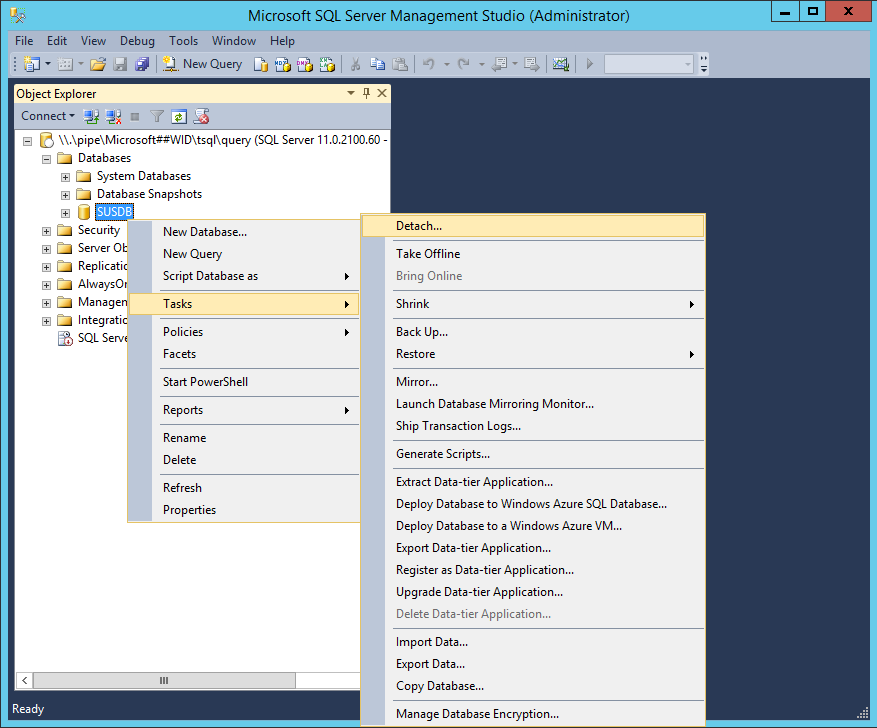 Microsoft SQL Server Management Studio (Administrator)
File Edit View Debug Tools Window Help
New Query
Object Explorer
Connect
\\.\pipe\Microsoft##WID\tsql\query (SQL Server 11.0.2100.60 -
Databases
System Databases
Database Snapshots
SUSDB
Security
Server Ob
Replicatio
AlwaysOn
Managem
Integratio
SQL Serve
New Database...
New Query
Script Database as
Tasks
Policies
Facets
Start PowerShell
Reports
Rename
Delete
Refresh
Properties
Detach...
Take Offline
Bring Online
Shrink
Back Up...
Restore
Mirror...
Launch Database Mirroring Monitor...
Ship Transaction Logs...
Generate Scripts...
Extract Data-tier Application...
Deploy Database to Windows Azure SQL Database...
Deploy Database to a Windows Azure VM...
Export Data-tier Application...
Register as Data-tier Application...
Upgrade Data-tier Application...
Delete Data-tier Application...
Import Data...
Export Data...
Copy Database...
Manage Database Encryption...
Ready